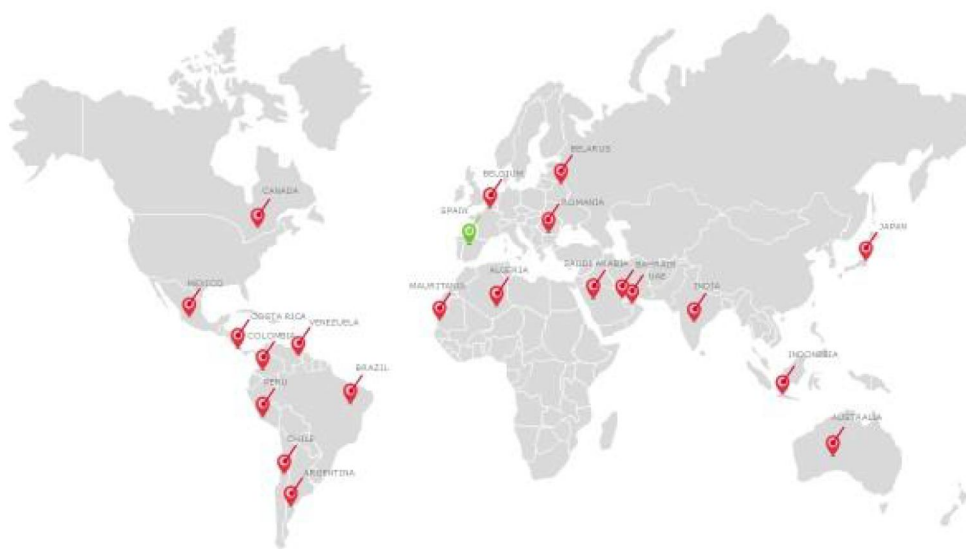 BELARUS
BELGIUM
CANADA
SPAIN
ROMANIA
JAPAN
SAUDI ARABIA
BAHRAIN
ALGERIA
UAE
MEXICO
MAURITANIA
INDIA
COSTA RICA
VENEZUELA
COLOMBIA
INDONESIA
BRAZIL
PERU
AUSTRALIA
CHILE
ARGENTINA